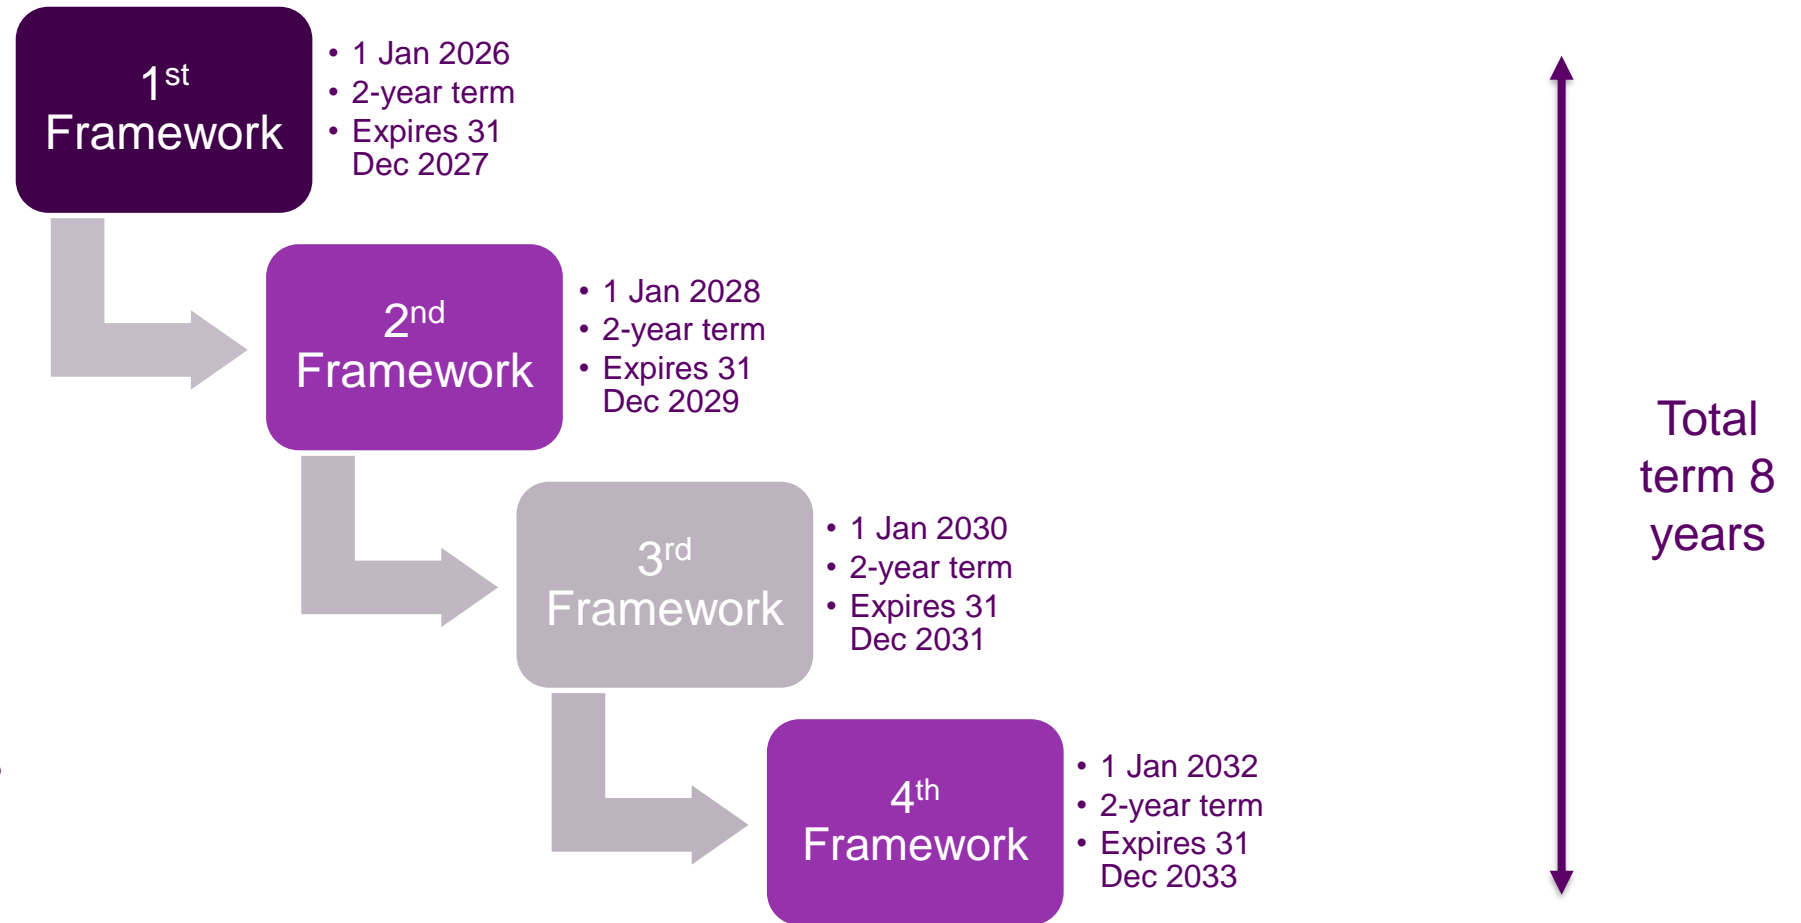 1st
Framework
• 1 Jan 2026
• 2-year term
• Expires 31
Dec 2027
2nd
Framework
• 1 Jan 2028
• 2-year term
• Expires 31
Dec 2029
3rd
Framework
• 1 Jan 2030
• 2-year term
• Expires 31
Dec 2031
4th
Framework
• 1 Jan 2032
• 2-year term
• Expires 31
Dec 2033
Total
term 8
years